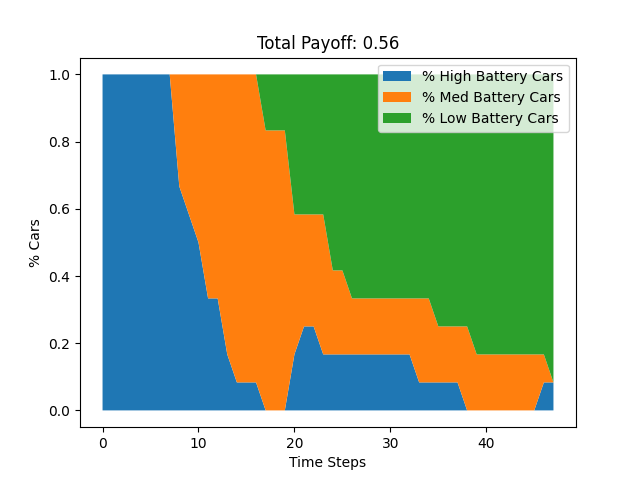 Total Payoff: 0.56
1.0
0.8
0.6
0.4
0.2
0.0
% Cars
% High Battery Cars
% Med Battery Cars
% Low Battery Cars
0 10 20 30 40
Time Steps